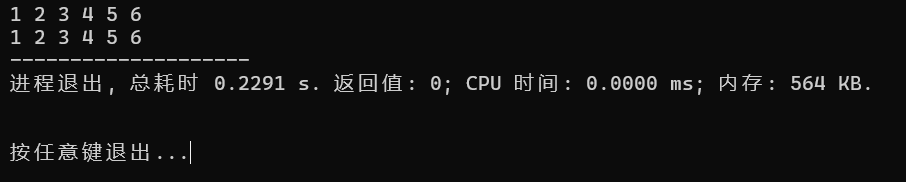 1 2 3 4 5 6
1 2 3 4 5 6
--------------------
进程退出, 总耗时 0.2291 s. 返回值: 0; CPU 时间: 0.0000 ms; 内存: 564 KB.
按任意键退出...